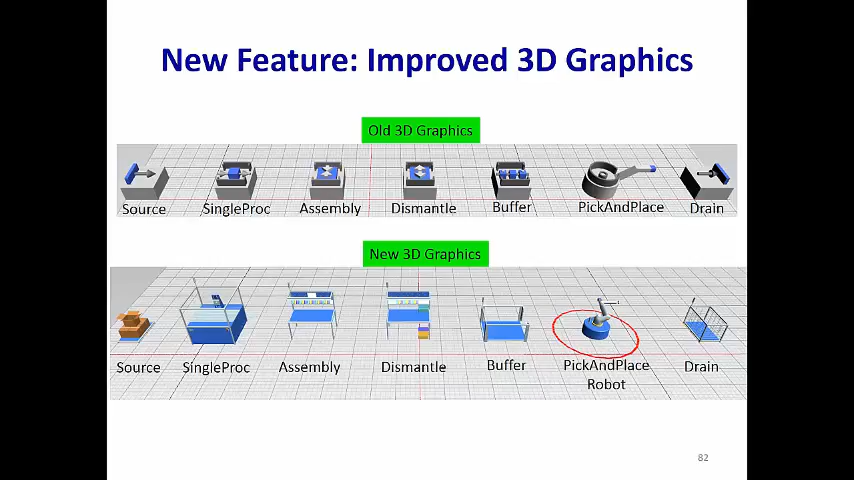 New Feature: Improved 3D Graphics
Old 3D Graphics
Source SingleProc Assembly Dismantle Buffer PickAndPlace Drain
New 3D Graphics
Source SingleProc Assembly Dismantle Buffer PickAndPlace Drain
Robot
82